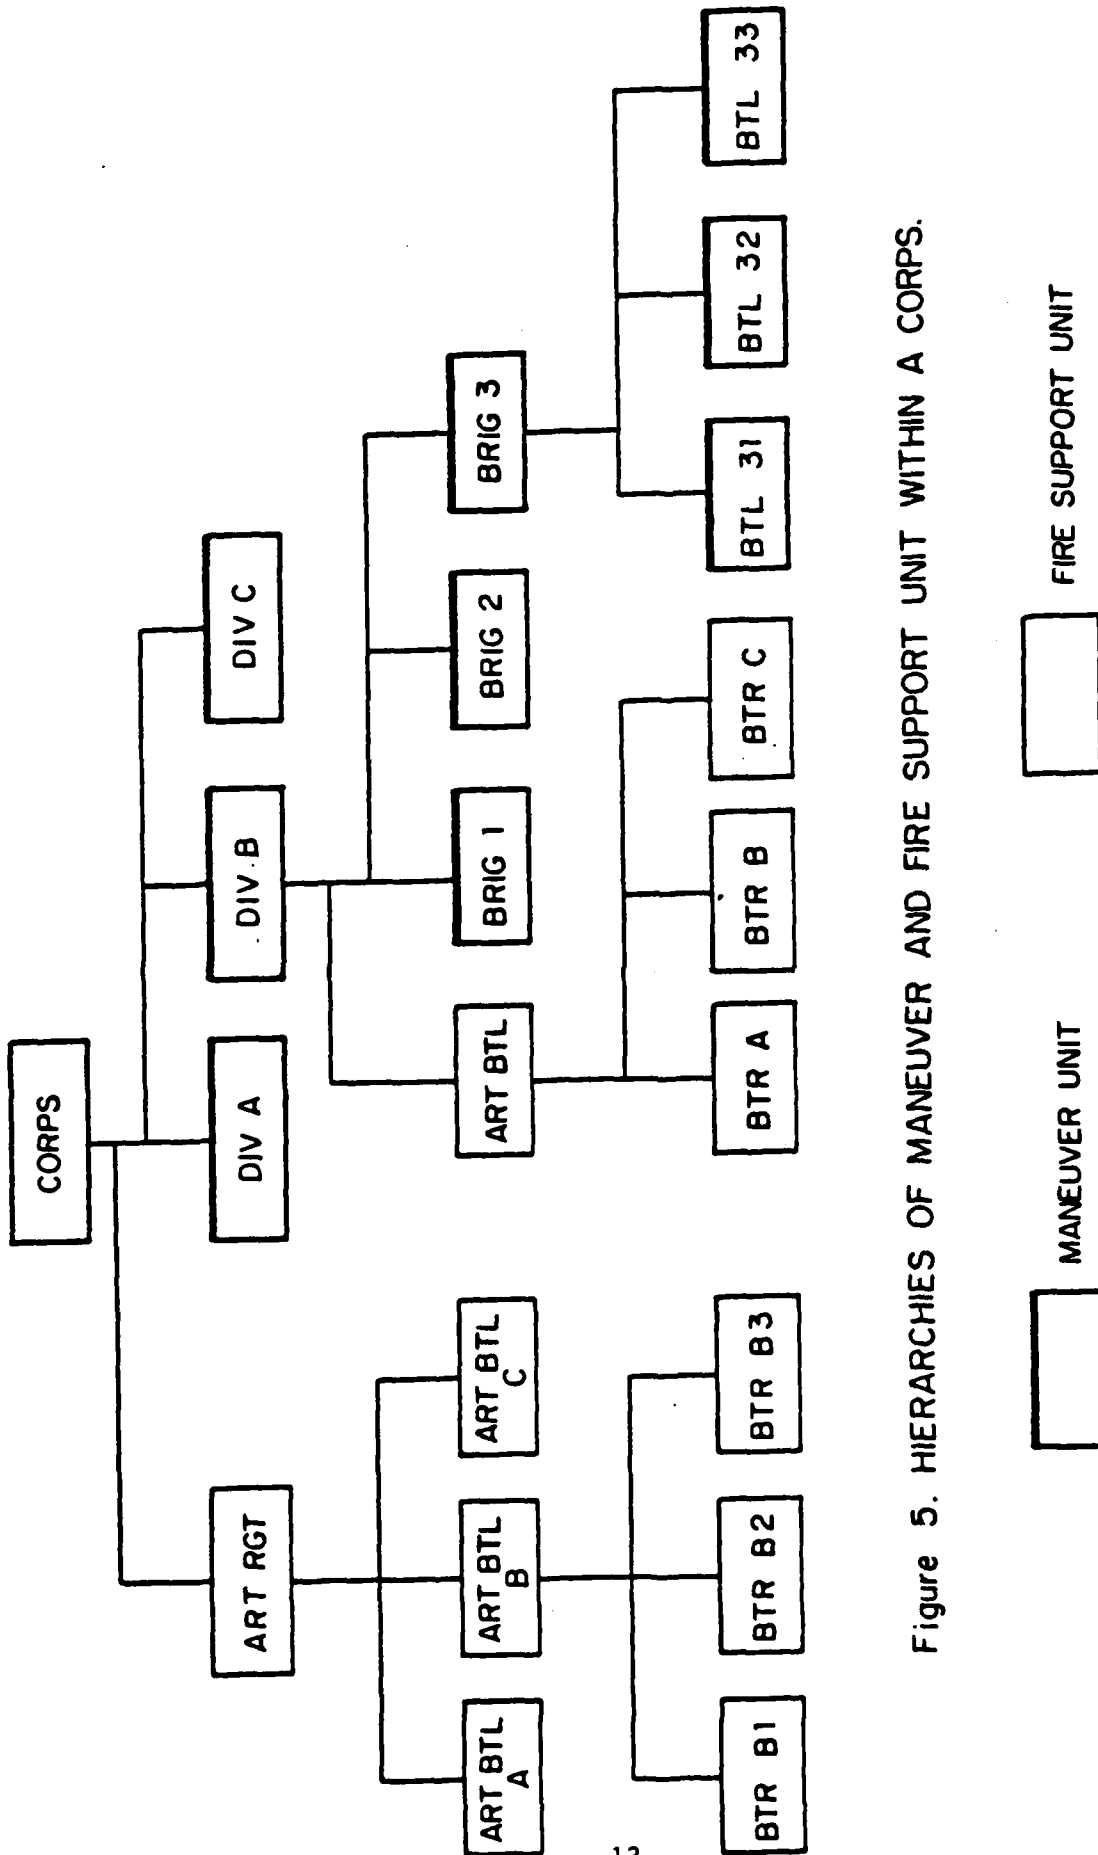 CORPS
ART RGT
DIV A
DIV B
DIV C
ART BTL
A
ART BTL
B
ART BTL
C
ART BTL
BRIG 1
BRIG 2
BRIG 3
BTR B1
BTR B2
BTR B3
BTR A
BTR B
BTR C
BTL 31
BTL 32
BTL 33
Figure 5. HIERARCHIES OF MANEUVER AND FIRE SUPPORT UNIT WITHIN A CORPS.
MANEUVER UNIT
FIRE SUPPORT UNIT